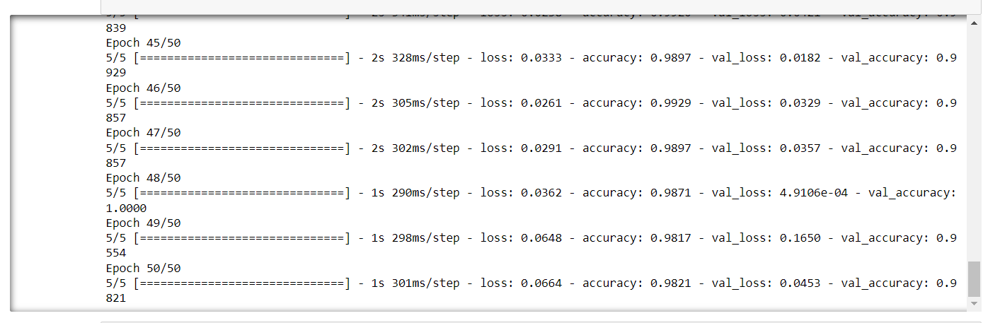 839
Epoch 45/50
5/5 [==============================] - 2s 328ms/step - loss: 0.0333 - accuracy: 0.9897 - val_loss: 0.0182 - val_accuracy: 0.9
929
Epoch 46/50
5/5 [==============================] - 2s 305ms/step - loss: 0.0261 - accuracy: 0.9929 - val_loss: 0.0329 - val_accuracy: 0.9
857
Epoch 47/50
5/5 [==============================] - 2s 302ms/step - loss: 0.0291 - accuracy: 0.9897 - val_loss: 0.0357 - val_accuracy: 0.9
857
Epoch 48/50
5/5 [==============================] - 1s 290ms/step - loss: 0.0362 - accuracy: 0.9871 - val_loss: 4.9106e-04 - val_accuracy:
1.0000
Epoch 49/50
5/5 [==============================] - 1s 298ms/step - loss: 0.0648 - accuracy: 0.9817 - val_loss: 0.1650 - val_accuracy: 0.9
554
Epoch 50/50
5/5 [==============================] - 1s 301ms/step - loss: 0.0664 - accuracy: 0.9821 - val_loss: 0.0453 - val_accuracy: 0.9
821